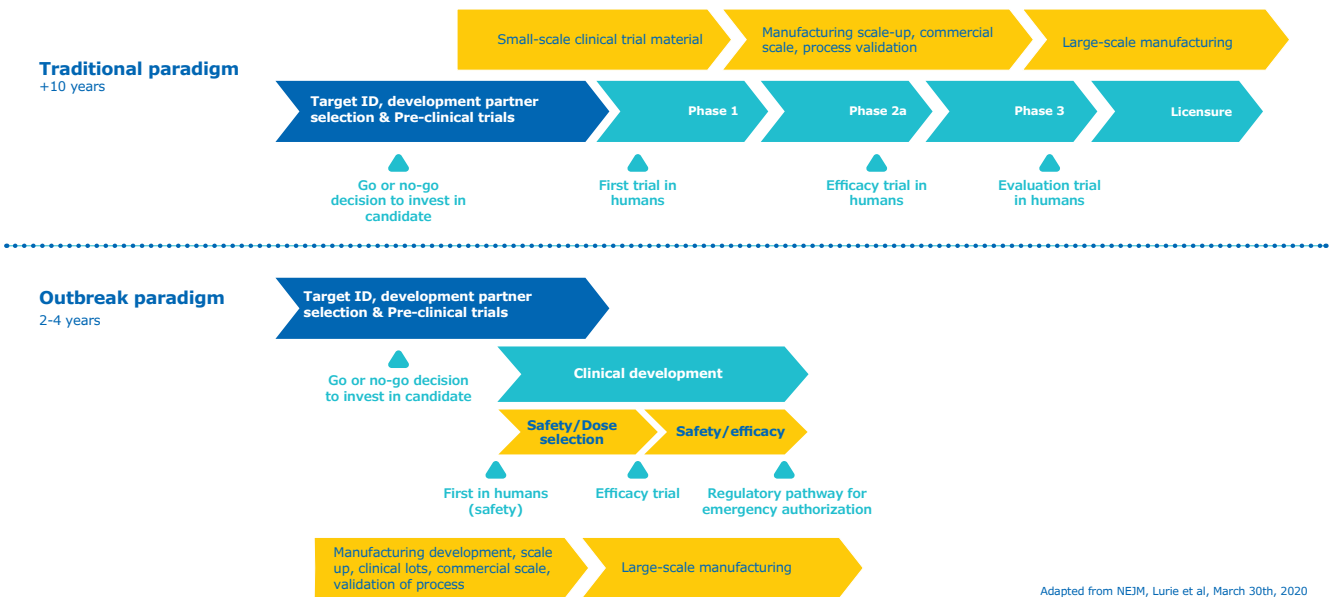 Small-scale clinical trial material
Manufacturing scale-up, commercial
scale, process validation
Large-scale manufacturing
Traditional paradigm
+10 years
Target ID, development partner
selection & Pre-clinical trials
Phase 1
Phase 2a
Phase 3
Licensure
Go or no-go
decision to invest in
candidate
First trial in
humans
Efficacy trial in
humans
Evaluation trial
in humans
Outbreak paradigm
2-4 years
Target ID, development partner
selection & Pre-clinical trials
Go or no-go decision
to invest in candidate
Clinical development
Safety/Dose
selection
Safety/efficacy
First in humans
(safety)
Efficacy trial
Regulatory pathway for
emergency authorization
Manufacturing development, scale
up, clinical lots, commercial scale,
validation of process
Large-scale manufacturing
Adapted from NEJM, Lurie et al, March 30th, 2020